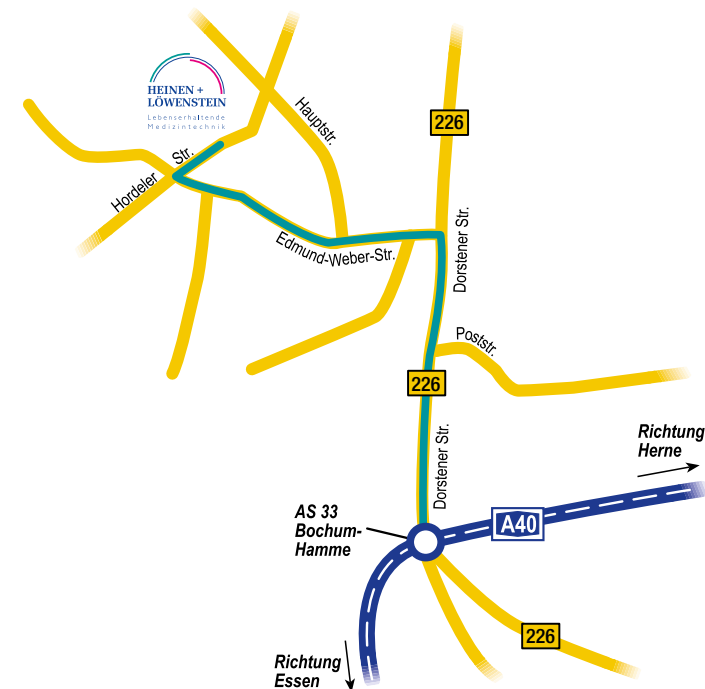 HEINEN +
LÖWENSTEIN
Lebenserhaltende
Medizintechnik
Hauptstr.
226
Hordeler
Str.
Edmund-Weber-Str.
Dorstener Str.
Poststr.
226
Dorstener Str.
Richtung
Herne
AS 33
Bochum-
Hamme
A40
226
Richtung
Essen